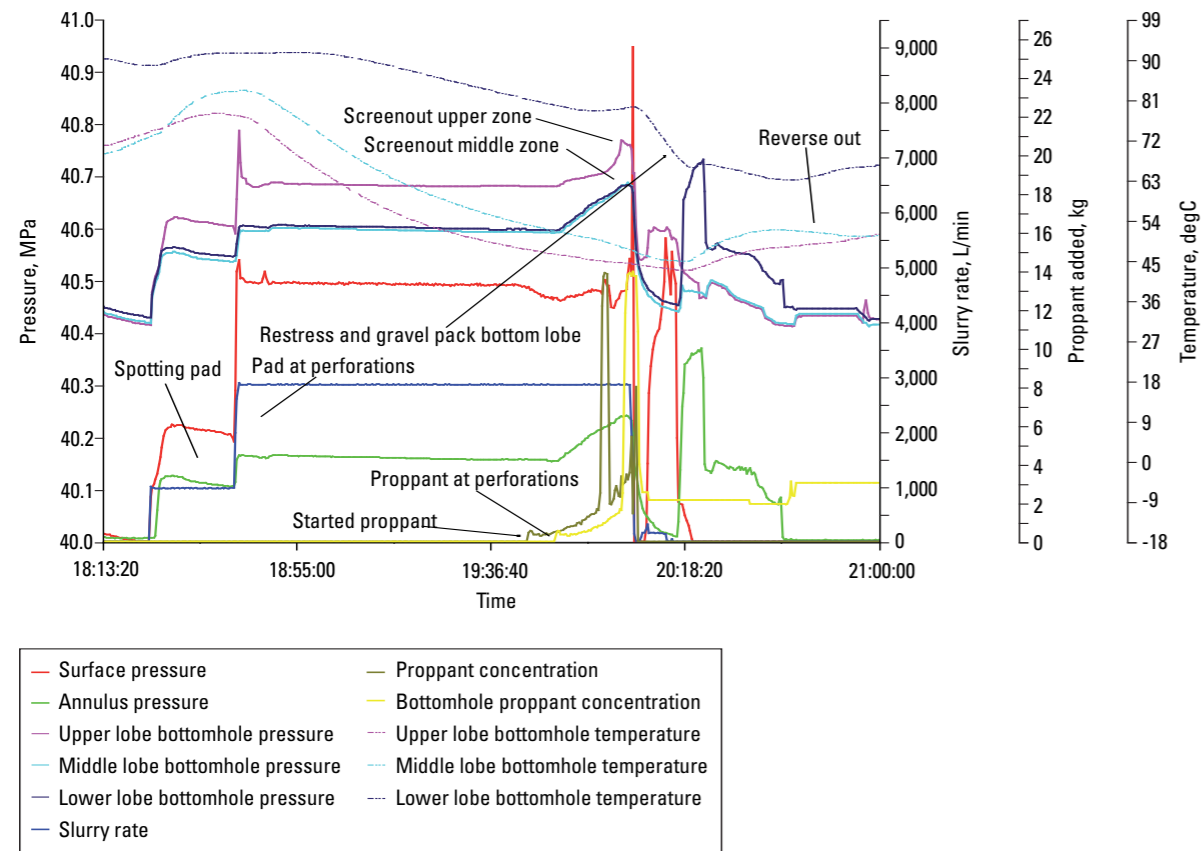 41.0
40.9
40.8
40.7
40.6
40.5
40.4
40.3
40.2
40.1
40.0
Pressure, MPa
18:13:20
18:55:00
19:36:40
20:18:20
21:00:00
Time
9,000
8,000
7,000
6,000
5,000
4,000
3,000
2,000
1,000
0
Slurry rate, L/min
26
24
22
20
18
16
14
12
10
8
6
4
2
0
Proppant added, kg
99
90
81
72
63
54
45
36
27
18
9
0
-9
-18
Temperature, degC
Screenout upper zone
Screenout middle zone
Reverse out
Restress and gravel pack bottom lobe
Spotting pad
Pad at perforations
Proppant at perforations
Started proppant
Surface pressure
Annulus pressure
Upper lobe bottomhole pressure
Middle lobe bottomhole pressure
Lower lobe bottomhole pressure
Slurry rate
Proppant concentration
Bottomhole proppant concentration
Upper lobe bottomhole temperature
Middle lobe bottomhole temperature
Lower lobe bottomhole temperature